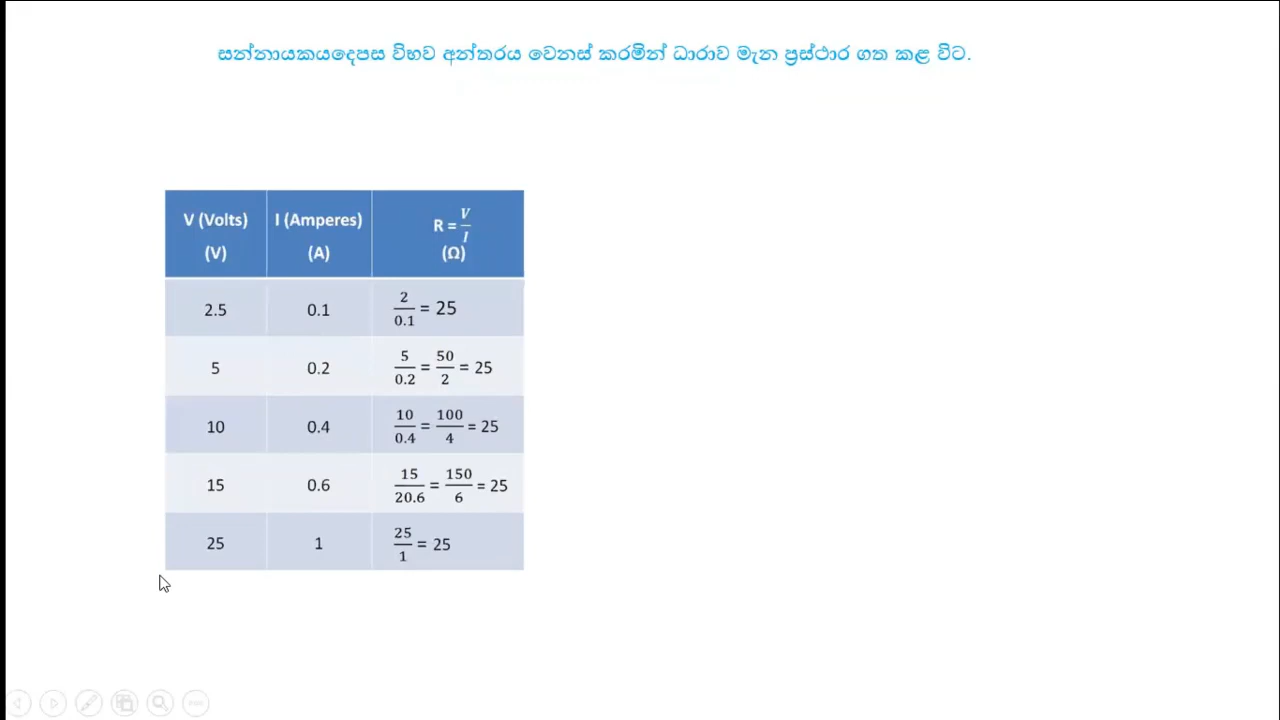 සන්නායකයදෙපස විභව අන්තරය වෙනස් කරමින් ධාරාව මැන ප්‍රස්ථාර ගත කළ විට.
V (Volts) (V) I (Amperes) (A) R = V/I (Ω)
2.5 0.1 2/0.1 = 25
5 0.2 5/0.2 = 50/2 = 25
10 0.4 10/0.4 = 100/4 = 25
15 0.6 15/20.6 = 150/6 = 25
25 1 25/1 = 25